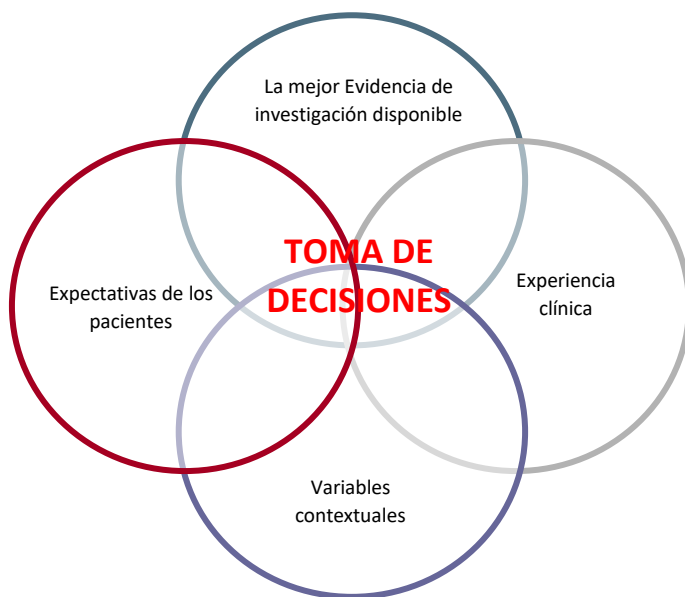 La mejor Evidencia de
investigación disponible
TOMA DE
DECISIONES
Expectativas de los
pacientes
Experiencia
clínica
Variables
contextuales